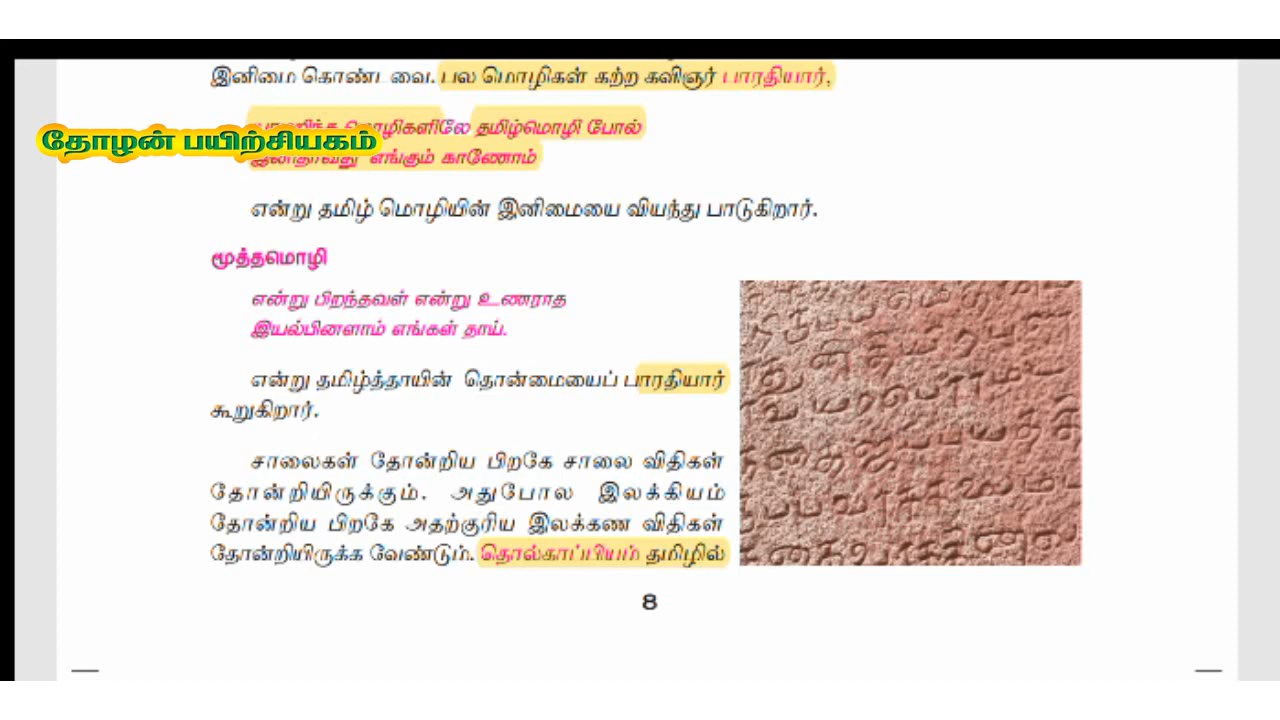 இனிமை கொண்டவை. பல மொழிகள் கற்ற கவிஞர் பாரதியார்,
தமிழ்மொழி போல்
தோழன் பயிற்சியகம்
எங்கும் காணோம்
என்று தமிழ் மொழியின் இனிமையை வியந்து பாடுகிறார்.
மூத்தமொழி
என்று பிறந்தவள் என்று உணராத
இயல்பினளாம் எங்கள் தாய்.
என்று தமிழ்த்தாயின் தொன்மையைப் பாரதியார்
கூறுகிறார்.
சாலைகள் தோன்றிய பிறகே சாலை விதிகள்
தோன்றியிருக்கும். அதுபோல இலக்கியம்
தோன்றிய பிறகே அதற்குரிய இலக்கண விதிகள்
தோன்றியிருக்க வேண்டும். தொல்காப்பியம் தமிழில்
8